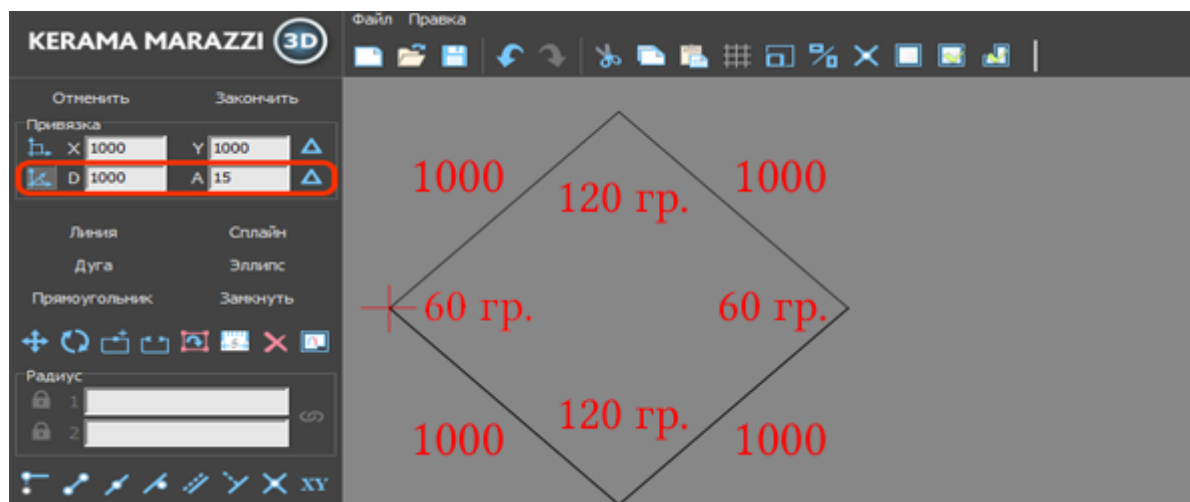 KERAMA MARAZZI 3D
Файл Правка
Отменить Закончить
Привязка
X 1000 Y 1000
D 1000 A 15
Линия Сплайн
Дуга Эллипс
Прямоугольник Замкнуть
Радиус
1
2
XY
1000 1000
120 гр.
60 гр. 60 гр.
120 гр.
1000 1000